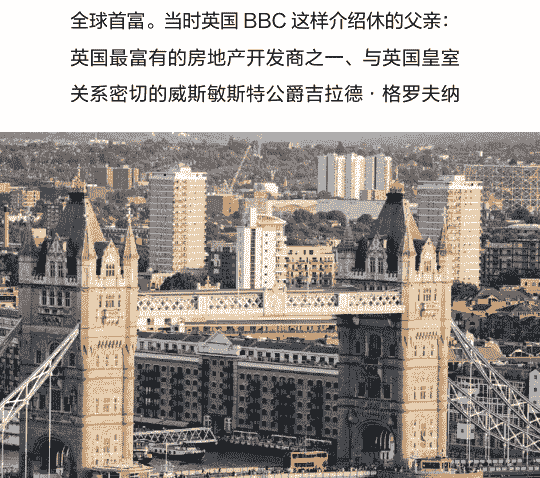 全球首富。当时英国 BBC 这样介绍休的父亲：
英国最富有的房地产开发商之一、与英国皇室
关系密切的威斯敏斯特公爵吉拉德·格罗夫纳